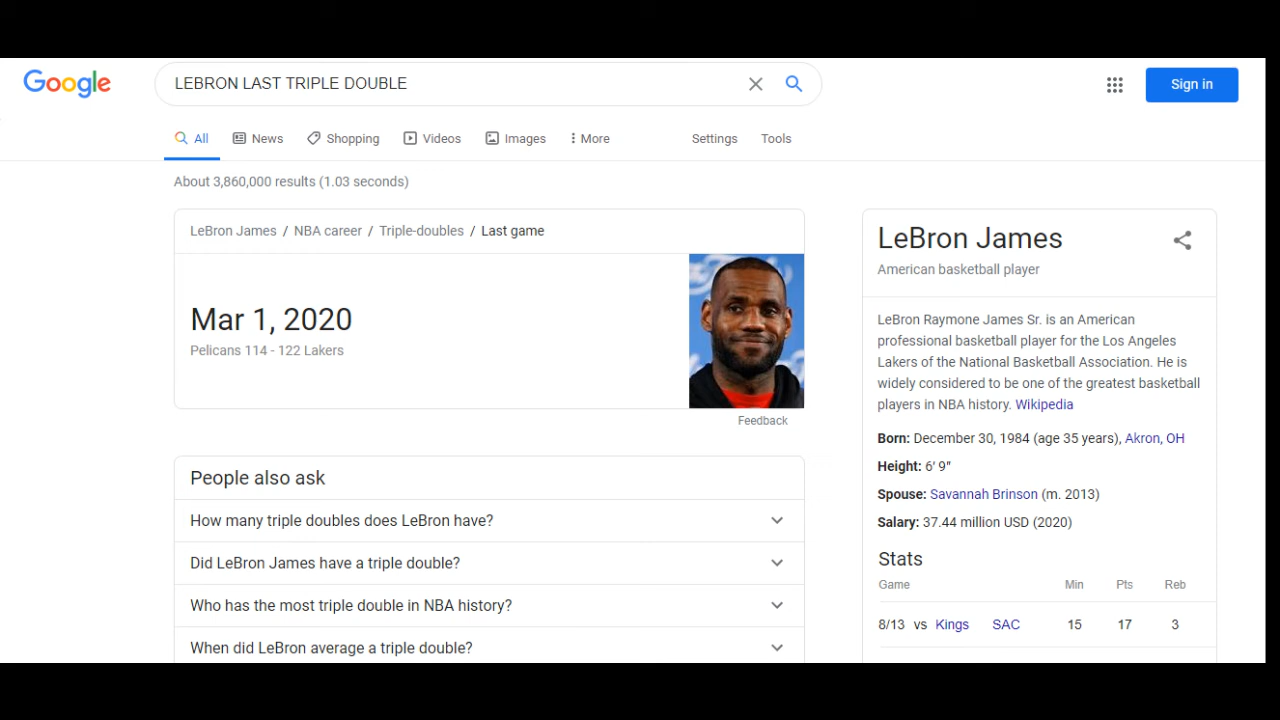 Google
LEBRON LAST TRIPLE DOUBLE
Sign in
All News Shopping Videos Images More Settings Tools
About 3,860,000 results (1.03 seconds)
LeBron James / NBA career / Triple-doubles / Last game
Mar 1, 2020
Pelicans 114 - 122 Lakers
Feedback
People also ask
How many triple doubles does LeBron have?
Did LeBron James have a triple double?
Who has the most triple double in NBA history?
When did LeBron average a triple double?
LeBron James
American basketball player
LeBron Raymone James Sr. is an American
professional basketball player for the Los Angeles
Lakers of the National Basketball Association. He is
widely considered to be one of the greatest basketball
players in NBA history. Wikipedia
Born: December 30, 1984 (age 35 years), Akron, OH
Height: 6′ 9″
Spouse: Savannah Brinson (m. 2013)
Salary: 37.44 million USD (2020)
Stats
Game Min Pts Reb
8/13 vs Kings SAC 15 17 3